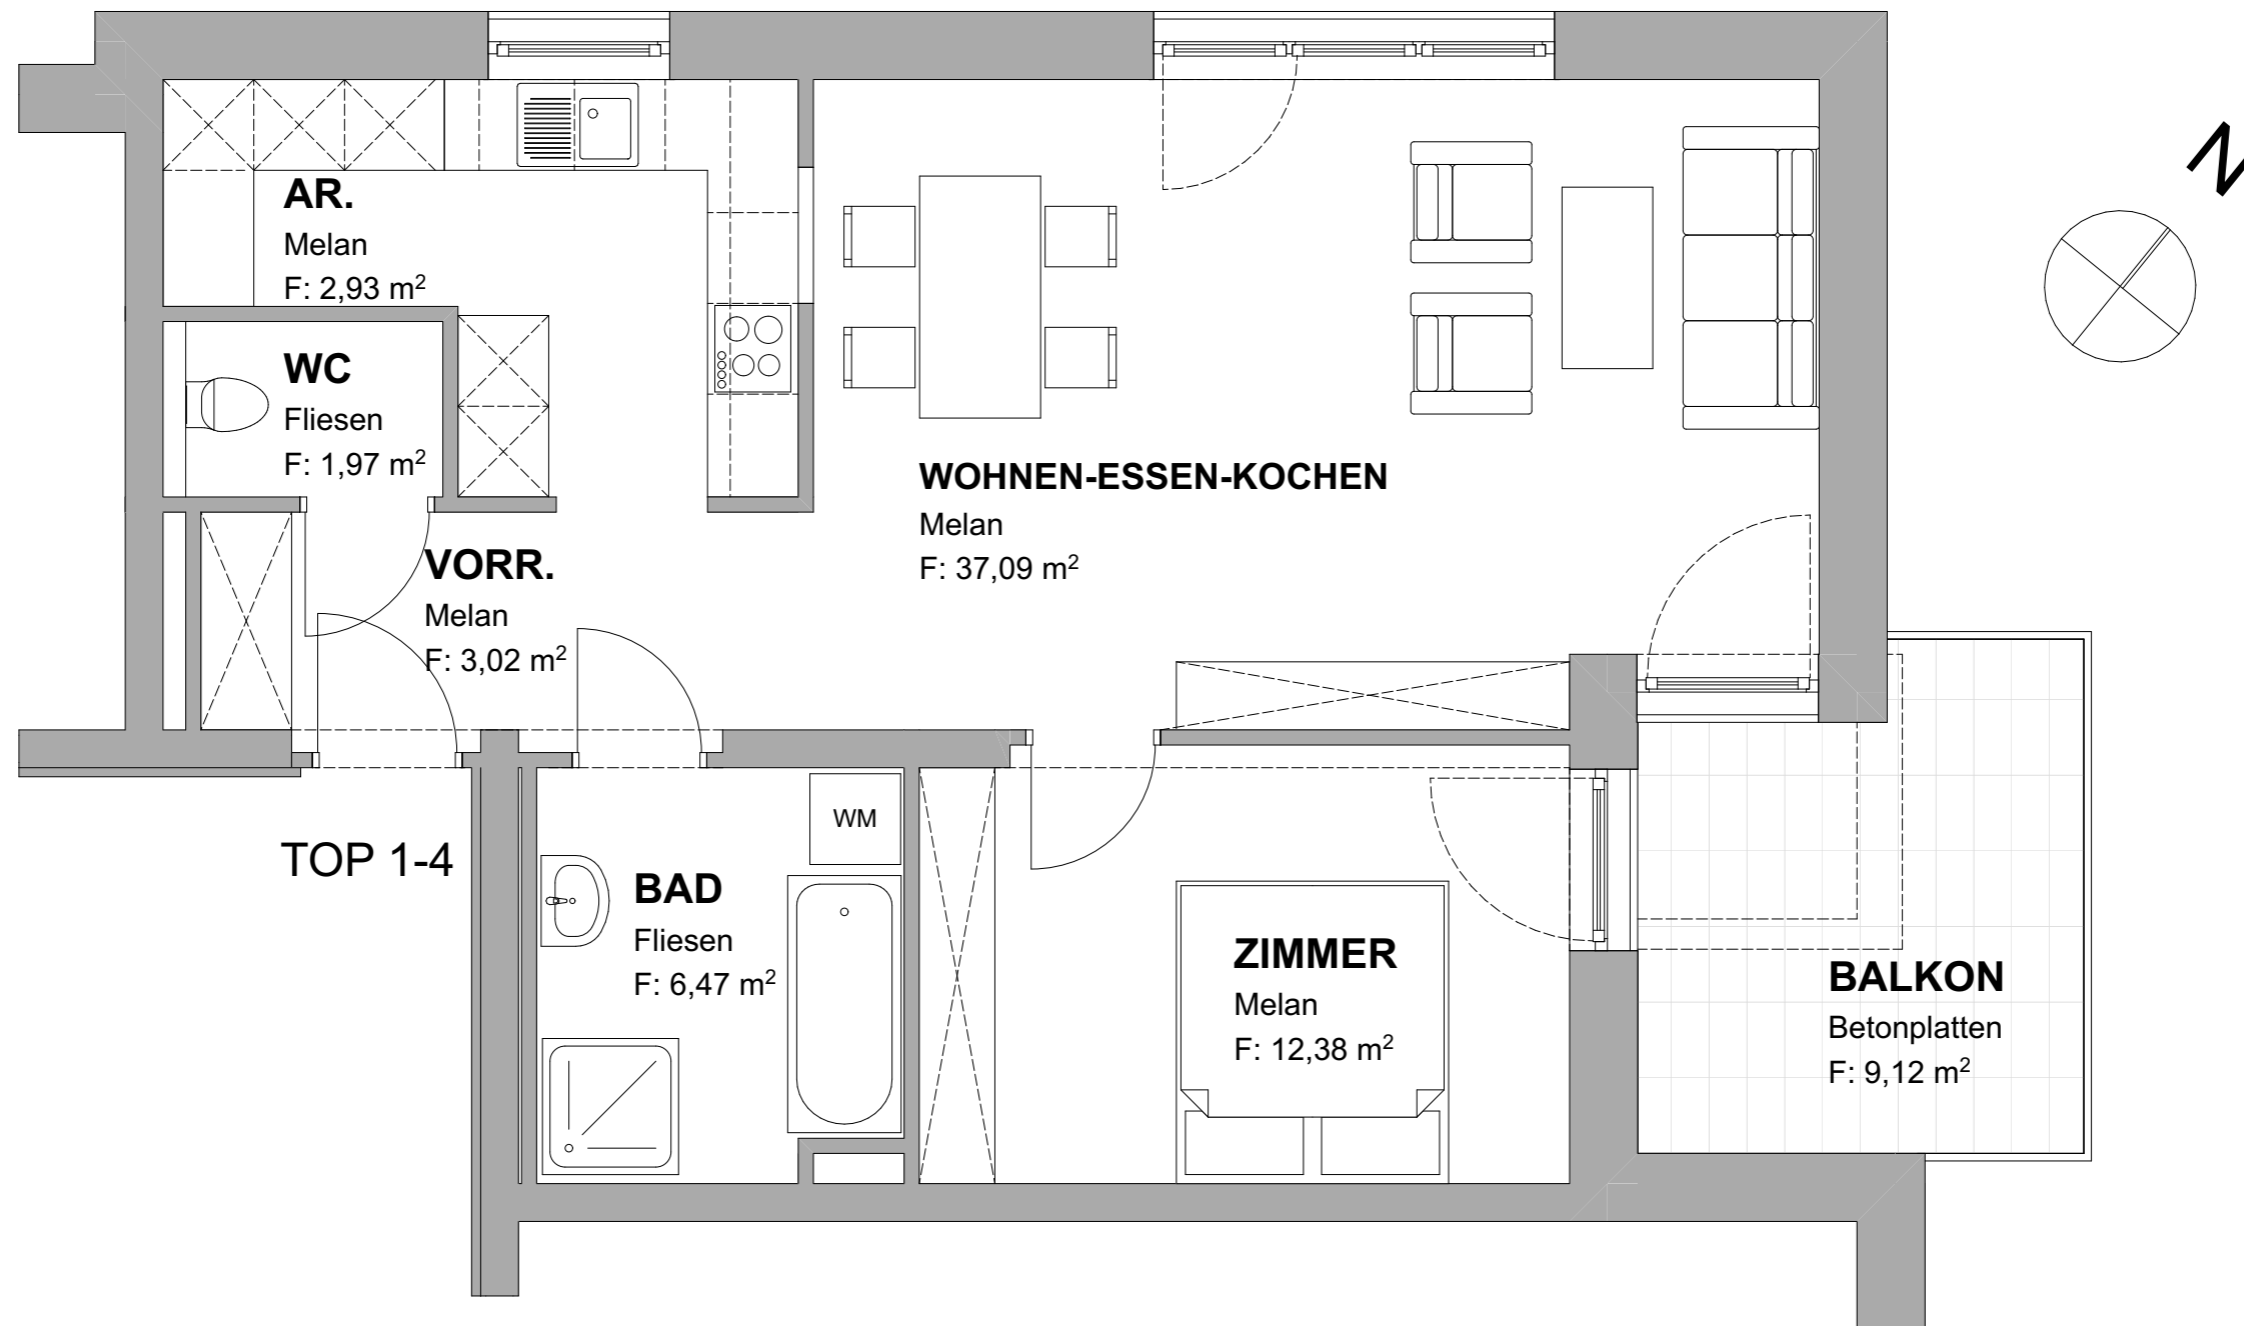 N
AR.
Melan
F: 2,93 m²
WC
Fliesen
F: 1,97 m²
WOHNEN-ESSEN-KOCHEN
Melan
F: 37,09 m²
VORR.
Melan
F: 3,02 m²
TOP 1-4
WM
BAD
Fliesen
F: 6,47 m²
ZIMMER
Melan
F: 12,38 m²
BALKON
Betonplatten
F: 9,12 m²